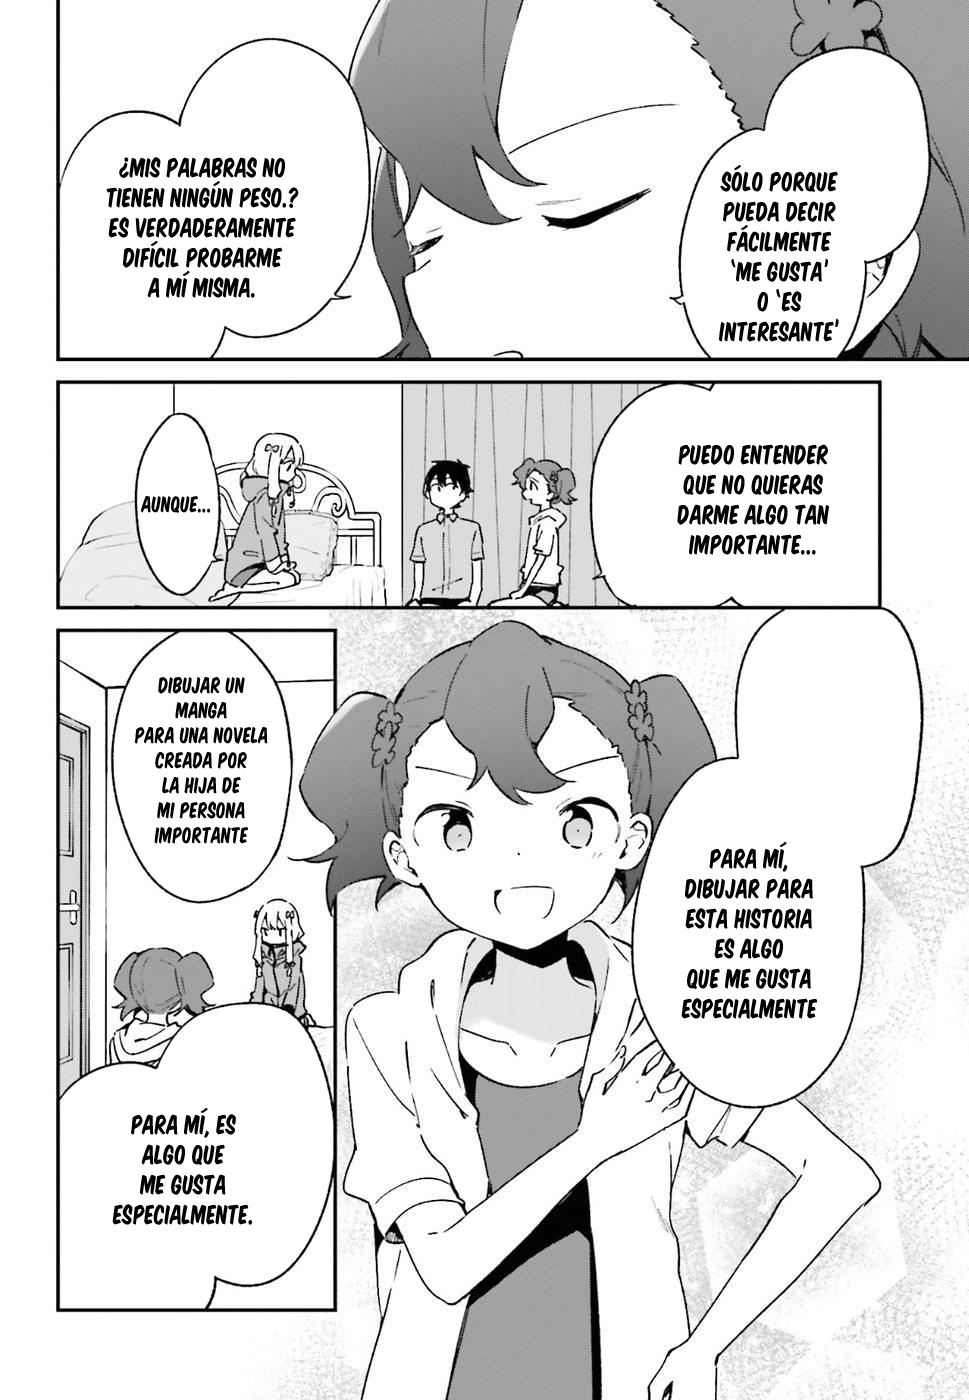 SÓLO PORQUE
PUEDA DECIR
FÁCILMENTE
'ME GUSTA'
O 'ES
INTERESANTE'
¿MIS PALABRAS NO
TIENEN NINGÚN PESO.?
ES VERDADERAMENTE
DIFÍCIL PROBARME
A MÍ MISMA.
PUEDO ENTENDER
QUE NO QUIERAS
DARME ALGO TAN
IMPORTANTE...
AUNQUE...
PARA MÍ,
DIBUJAR PARA
ESTA HISTORIA
ES ALGO
QUE ME GUSTA
ESPECIALMENTE
DIBUJAR UN
MANGA
PARA UNA NOVELA
CREADA POR
LA HIJA DE
MI PERSONA
IMPORTANTE
PARA MÍ, ES
ALGO QUE
ME GUSTA
ESPECIALMENTE.